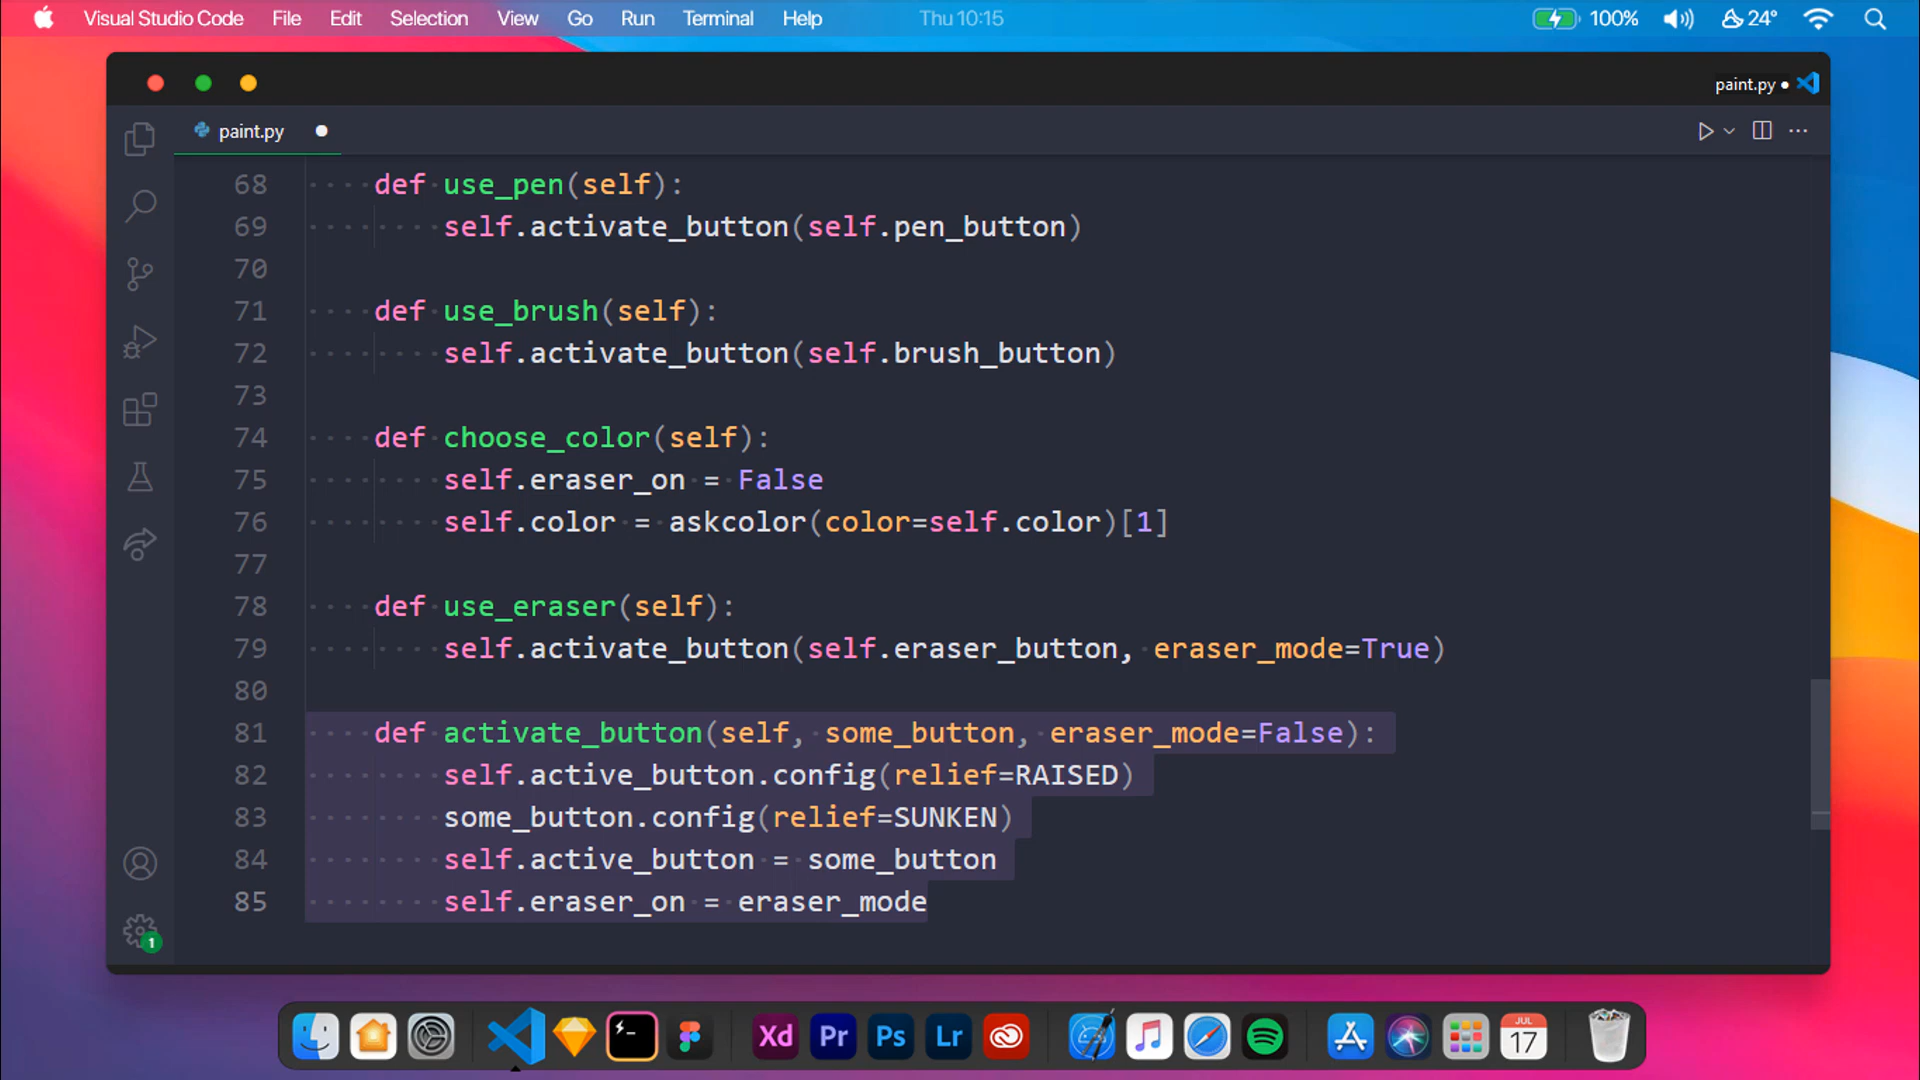 Visual Studio Code File Edit Selection View Go Run Terminal Help Thu 10:15 100% 24°
paint.py
paint.py
68 def use_pen(self):
69 self.activate_button(self.pen_button)
70
71 def use_brush(self):
72 self.activate_button(self.brush_button)
73
74 def choose_color(self):
75 self.eraser_on = False
76 self.color = askcolor(color=self.color)[1]
77
78 def use_eraser(self):
79 self.activate_button(self.eraser_button, eraser_mode=True)
80
81 def activate_button(self, some_button, eraser_mode=False):
82 self.active_button.config(relief=RAISED)
83 some_button.config(relief=SUNKEN)
84 self.active_button = some_button
85 self.eraser_on = eraser_mode
1
Xd Pr Ps Lr JUL
17